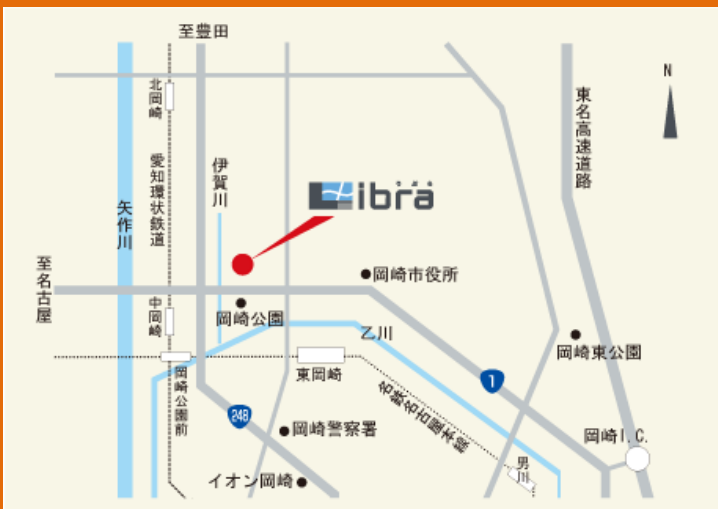 至豊田
N
北岡崎
東名高速道路
愛知環状鉄道
伊賀川
Libra
矢作川
至名古屋
岡崎市役所
中岡崎
岡崎公園
乙川
岡崎東公園
東岡崎
岡崎公園前
1
名鉄名古屋本線
248
岡崎警察署
岡崎I.C.
男川
イオン岡崎